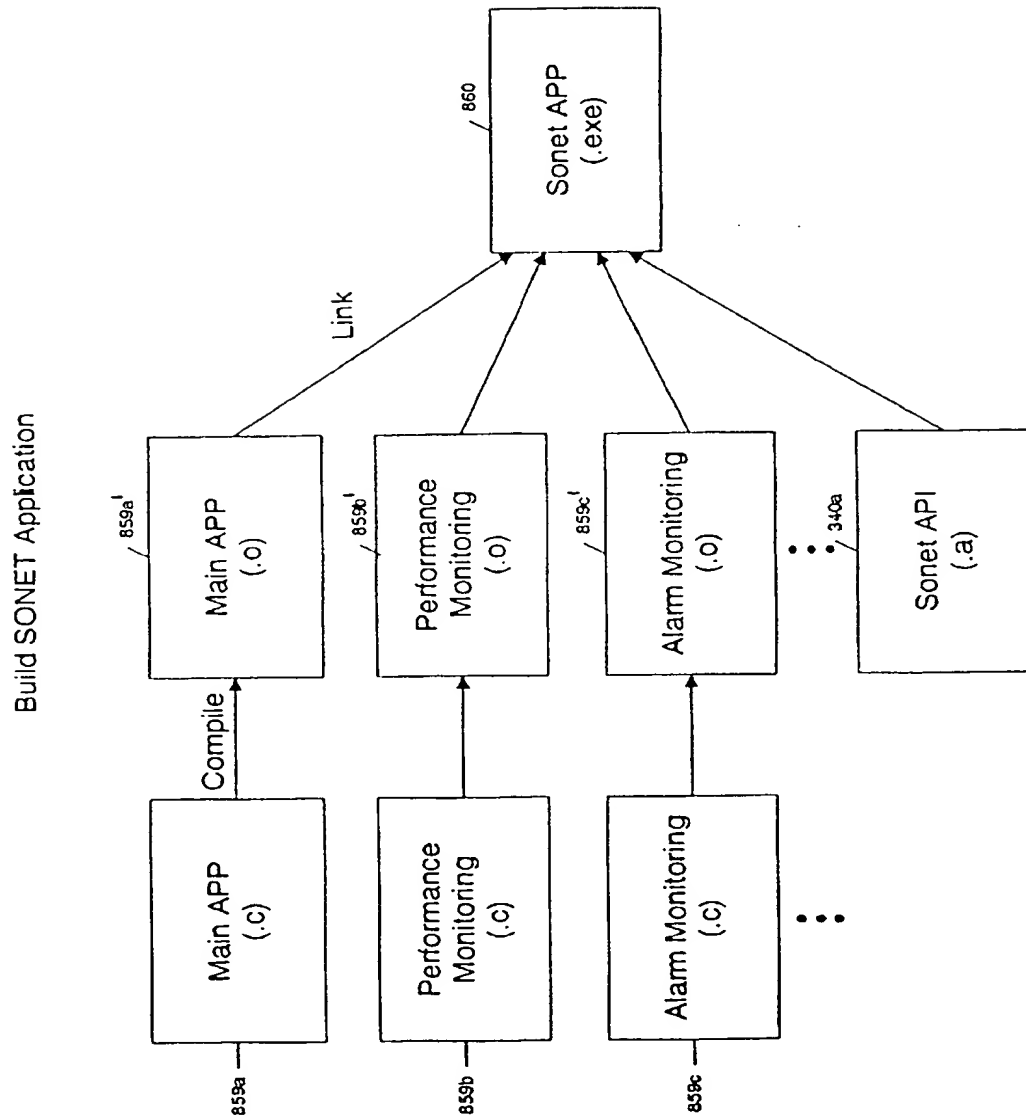 Build SONET Application
859a
Main APP
(.c)
Compile
859a'
Main APP
(.o)
Link
859b
Performance
Monitoring
(.c)
859b'
Performance
Monitoring
(.o)
859c
Alarm Monitoring
(.c)
859c'
Alarm Monitoring
(.o)
340a
Sonet API
(.a)
860
Sonet APP
(.exe)